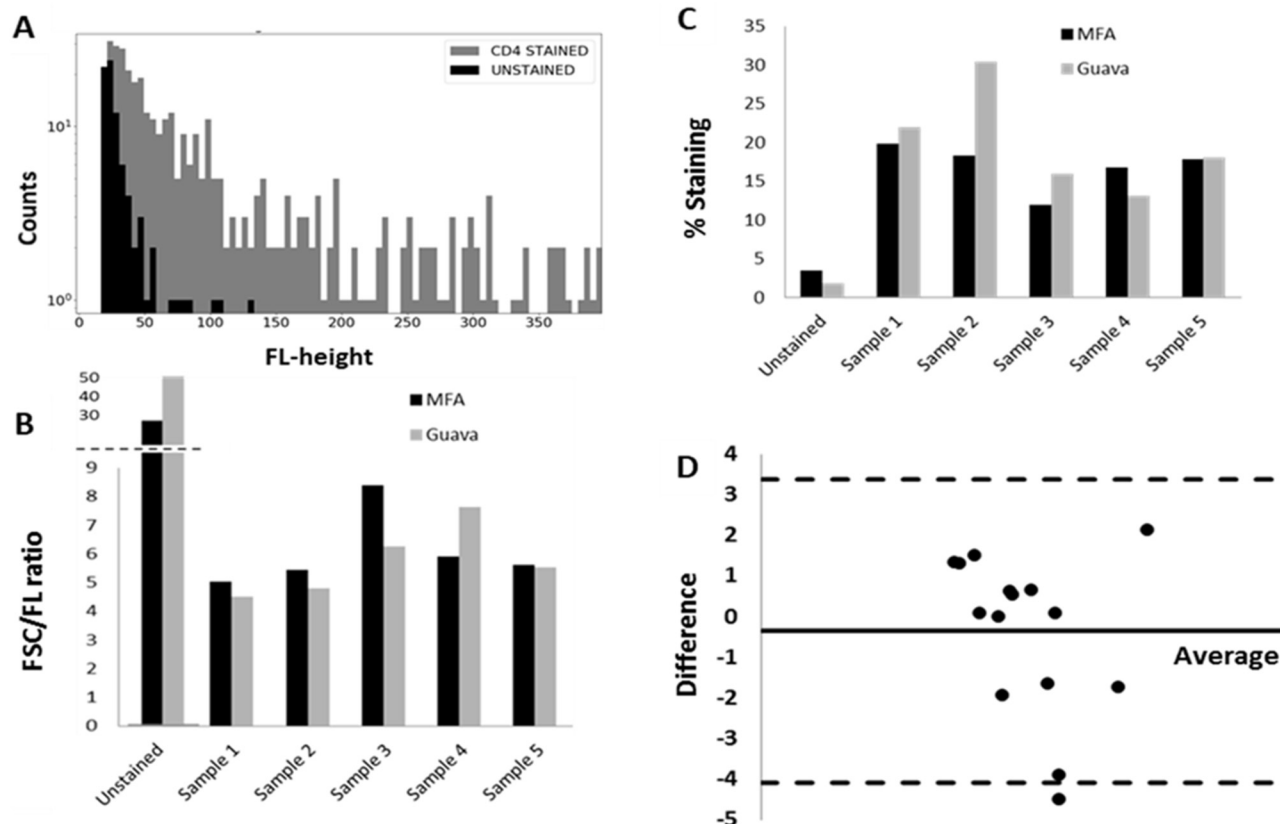 A
CD4 STAINED
UNSTAINED
10¹
10⁰
Counts
0 50 100 150 200 250 300 350
FL-height
B
50
40
30
MFA
Guava
9
8
7
6
5
4
3
2
1
0
FSC/FL ratio
Unstained
Sample 1
Sample 2
Sample 3
Sample 4
Sample 5
C
35
30
25
20
15
10
5
0
% Staining
MFA
Guava
Unstained
Sample 1
Sample 2
Sample 3
Sample 4
Sample 5
D
4
3
2
1
0
-1
-2
-3
-4
-5
Difference
Average